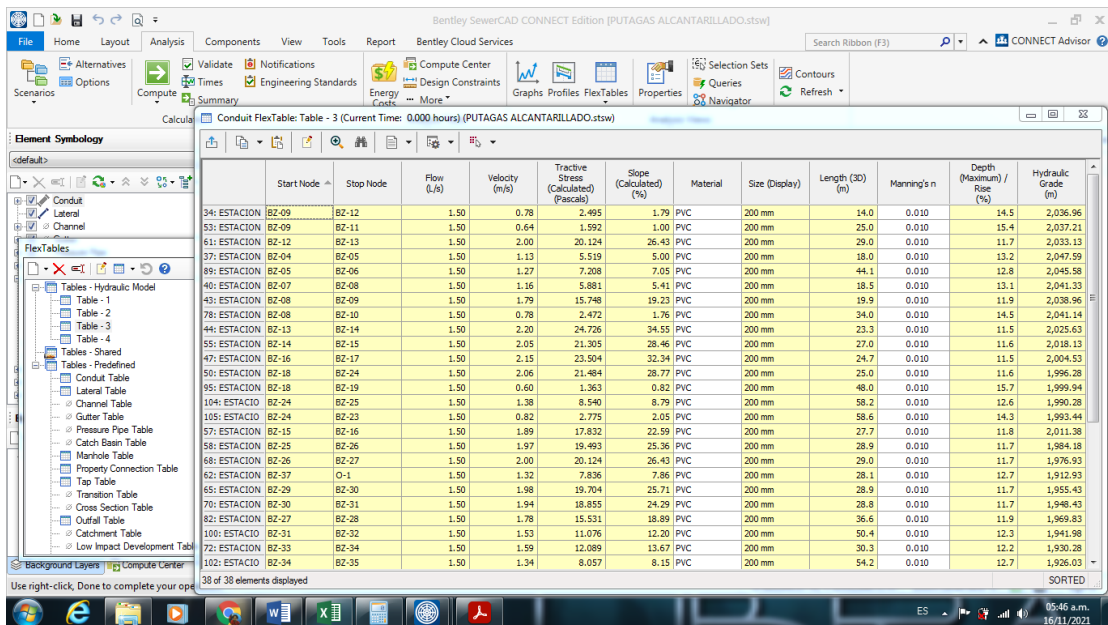 Bentley SewerCAD CONNECT Edition [PUTAGAS ALCANTARILLADO.stsw]
File Home Layout Analysis Components View Tools Report Bentley Cloud Services Search Ribbon (F3) CONNECT Advisor
Scenarios Alternatives Options Compute Validate Times Summary Notifications Engineering Standards Energy Costs Compute Center Design Constraints More Graphs Profiles FlexTables Properties Selection Sets Queries Navigator Contours Refresh
Conduit FlexTable: Table - 3 (Current Time: 0.000 hours) (PUTAGAS ALCANTARILLADO.stsw)
Element Symbology
<default>
Conduit
Lateral
Channel
FlexTables
Tables - Hydraulic Model
Table - 1
Table - 2
Table - 3
Table - 4
Tables - Shared
Tables - Predefined
Conduit Table
Lateral Table
Channel Table
Gutter Table
Pressure Pipe Table
Catch Basin Table
Manhole Table
Property Connection Table
Tap Table
Transition Table
Cross Section Table
Outfall Table
Catchment Table
Low Impact Development Tabl
Background Layers Compute Center
Use right-click, Done to complete your ope
Start Node Stop Node Flow (L/s) Velocity (m/s) Tractive Stress (Calculated) (Pascals) Slope (Calculated) (%) Material Size (Display) Length (3D) (m) Manning's n Depth (Maximum) / Rise (%) Hydraulic Grade (m)
34: ESTACION BZ-09 BZ-12 1.50 0.78 2.495 1.79 PVC 200 mm 14.0 0.010 14.5 2,036.96
53: ESTACION BZ-09 BZ-11 1.50 0.64 1.592 1.00 PVC 200 mm 25.0 0.010 15.4 2,037.21
61: ESTACION BZ-12 BZ-13 1.50 2.00 20.124 26.43 PVC 200 mm 29.0 0.010 11.7 2,033.13
37: ESTACION BZ-04 BZ-05 1.50 1.13 5.519 5.00 PVC 200 mm 18.0 0.010 13.2 2,047.59
89: ESTACION BZ-05 BZ-06 1.50 1.27 7.208 7.05 PVC 200 mm 44.1 0.010 12.8 2,045.58
40: ESTACION BZ-07 BZ-08 1.50 1.16 5.881 5.41 PVC 200 mm 18.5 0.010 13.1 2,041.33
43: ESTACION BZ-08 BZ-09 1.50 1.79 15.748 19.23 PVC 200 mm 19.9 0.010 11.9 2,038.96
78: ESTACION BZ-08 BZ-10 1.50 0.78 2.472 1.76 PVC 200 mm 34.0 0.010 14.5 2,041.14
44: ESTACION BZ-13 BZ-14 1.50 2.20 24.726 34.55 PVC 200 mm 23.3 0.010 11.5 2,025.63
55: ESTACION BZ-14 BZ-15 1.50 2.05 21.305 28.46 PVC 200 mm 27.0 0.010 11.6 2,018.13
47: ESTACION BZ-16 BZ-17 1.50 2.15 23.504 32.34 PVC 200 mm 24.7 0.010 11.5 2,004.53
50: ESTACION BZ-18 BZ-24 1.50 2.06 21.484 28.77 PVC 200 mm 25.0 0.010 11.6 1,996.28
95: ESTACION BZ-18 BZ-19 1.50 0.60 1.363 0.82 PVC 200 mm 48.0 0.010 15.7 1,999.94
104: ESTACIO BZ-24 BZ-25 1.50 1.38 8.540 8.79 PVC 200 mm 58.2 0.010 12.6 1,990.28
105: ESTACIO BZ-24 BZ-23 1.50 0.82 2.775 2.05 PVC 200 mm 58.6 0.010 14.3 1,993.44
57: ESTACION BZ-15 BZ-16 1.50 1.89 17.832 22.59 PVC 200 mm 27.7 0.010 11.8 2,011.38
58: ESTACION BZ-25 BZ-26 1.50 1.97 19.493 25.36 PVC 200 mm 28.9 0.010 11.7 1,984.18
68: ESTACION BZ-26 BZ-27 1.50 2.00 20.124 26.43 PVC 200 mm 29.0 0.010 11.7 1,976.93
62: ESTACION BZ-37 O-1 1.50 1.32 7.836 7.86 PVC 200 mm 28.1 0.010 12.7 1,912.93
65: ESTACION BZ-29 BZ-30 1.50 1.98 19.704 25.71 PVC 200 mm 28.9 0.010 11.7 1,955.43
70: ESTACION BZ-30 BZ-31 1.50 1.94 18.855 24.29 PVC 200 mm 28.8 0.010 11.7 1,948.43
82: ESTACION BZ-27 BZ-28 1.50 1.78 15.531 18.89 PVC 200 mm 36.6 0.010 11.9 1,969.83
100: ESTACIO BZ-31 BZ-32 1.50 1.53 11.076 12.20 PVC 200 mm 50.4 0.010 12.3 1,941.98
72: ESTACION BZ-33 BZ-34 1.50 1.59 12.089 13.67 PVC 200 mm 30.3 0.010 12.2 1,930.28
102: ESTACIO BZ-34 BZ-35 1.50 1.34 8.057 8.15 PVC 200 mm 54.2 0.010 12.7 1,926.03
38 of 38 elements displayed SORTED
ES 05:46 a.m.
16/11/2021